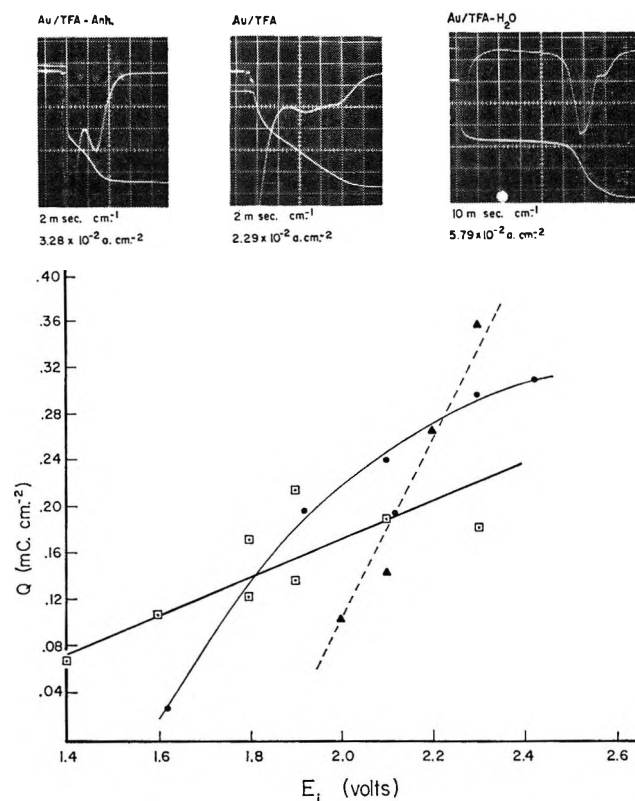 Au/TFA - Anh.
Au/TFA
Au/TFA-H₂O
2 m sec. cm⁻¹
3.28 x 10⁻² a. cm⁻²
2 m sec. cm⁻¹
2.29 x 10⁻² a. cm⁻²
10 m sec. cm⁻¹
5.79 x 10⁻² a. cm⁻²
.40
.36
.32
.28
.24
.20
.16
.12
.08
.04
Q (mC. cm⁻²)
1.4 1.6 1.8 2.0 2.2 2.4 2.6
Eᵢ (volts)